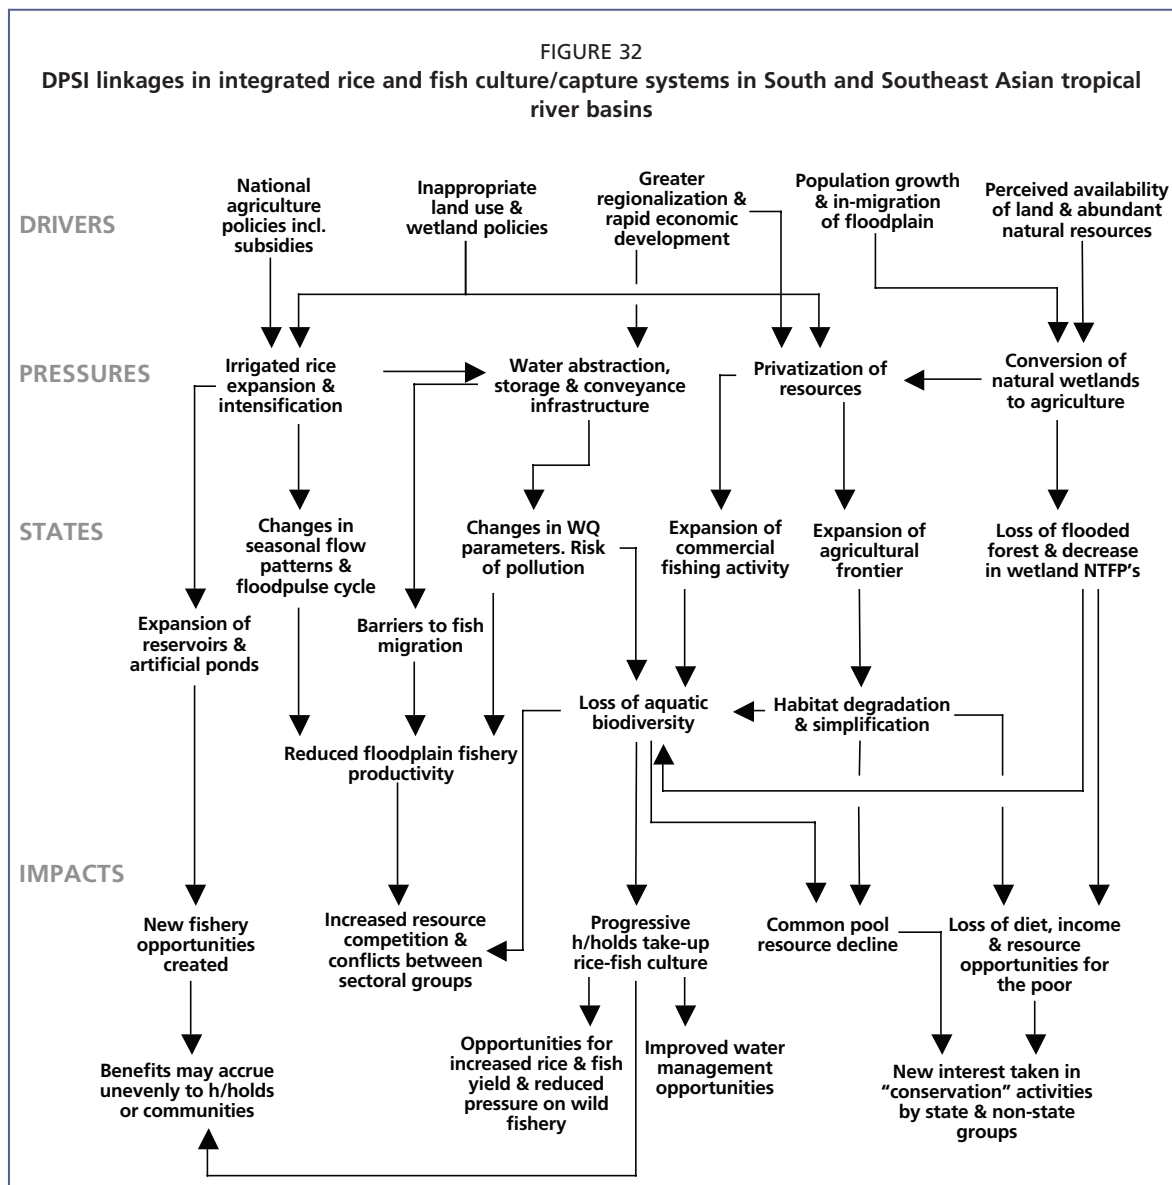 FIGURE 32
DPSI linkages in integrated rice and fish culture/capture systems in South and Southeast Asian tropical
river basins
DRIVERS
National
agriculture
policies incl.
subsidies
Inappropriate
land use &
wetland policies
Greater
regionalization &
rapid economic
development
Population growth
& in-migration
of floodplain
Perceived availability
of land & abundant
natural resources
PRESSURES
Irrigated rice
expansion &
intensification
Water abstraction,
storage & conveyance
infrastructure
Privatization of
resources
Conversion of
natural wetlands
to agriculture
STATES
Changes in
seasonal flow
patterns &
floodpulse cycle
Changes in WQ
parameters. Risk
of pollution
Expansion of
commercial
fishing activity
Expansion of
agricultural
frontier
Loss of flooded
forest & decrease
in wetland NTFP's
Expansion of
reservoirs &
artificial ponds
Barriers to fish
migration
Loss of aquatic
biodiversity
Habitat degradation
& simplification
Reduced floodplain fishery
productivity
IMPACTS
New fishery
opportunities
created
Increased resource
competition &
conflicts between
sectoral groups
Progressive
h/holds take-up
rice-fish culture
Common pool
resource decline
Loss of diet, income
& resource
opportunities for
the poor
Benefits may accrue
unevenly to h/holds
or communities
Opportunities for
increased rice & fish
yield & reduced
pressure on wild
fishery
Improved water
management
opportunities
New interest taken in
“conservation” activities
by state & non-state
groups